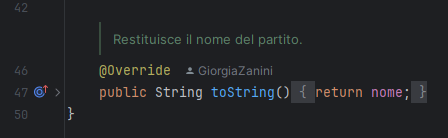 42
Restituisce il nome del partito.
46 @Override GiorgiaZanini
47 public String toString() { return nome; }
50 }